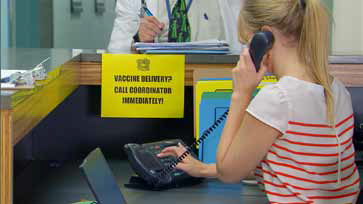 VACCINE DELIVERY?
CALL COORDINATOR
IMMEDIATELY!